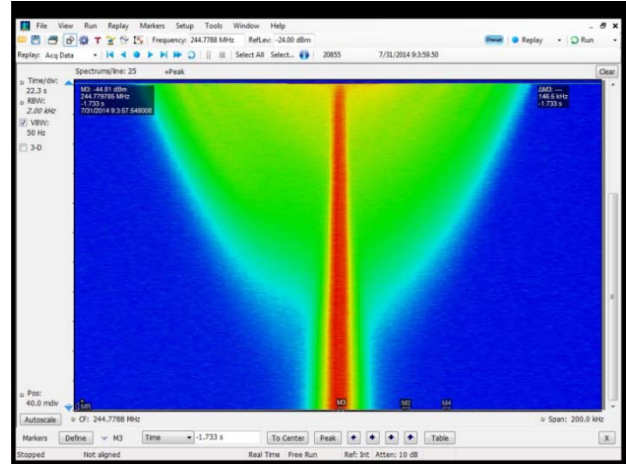 File View Run Replay Markers Setup Tools Window Help
Frequency: 244.7788 MHz RefLev: -24.00 dBm Preset Replay Run
Replay: Acq Data Select All Select... 20855 7/31/2014 9:3:59.50
Spectrums/line: 25 +Peak Clear
Time/div:
22.3 s
RBW:
2.00 kHz
VBW:
50 Hz
3-D
M3: -44.81 dBm
244.779785 MHz
-1.733 s
7/31/2014 9:3:57.548008
ΔM3: ---
146.5 kHz
-1.733 s
Pos:
40.0 mdiv
MR M3 M2 M4
Autoscale CF: 244.7788 MHz Span: 200.0 kHz
Markers Define M3 Time -1.733 s To Center Peak Table X
Stopped Not aligned Real Time Free Run Ref: Int Atten: 10 dB